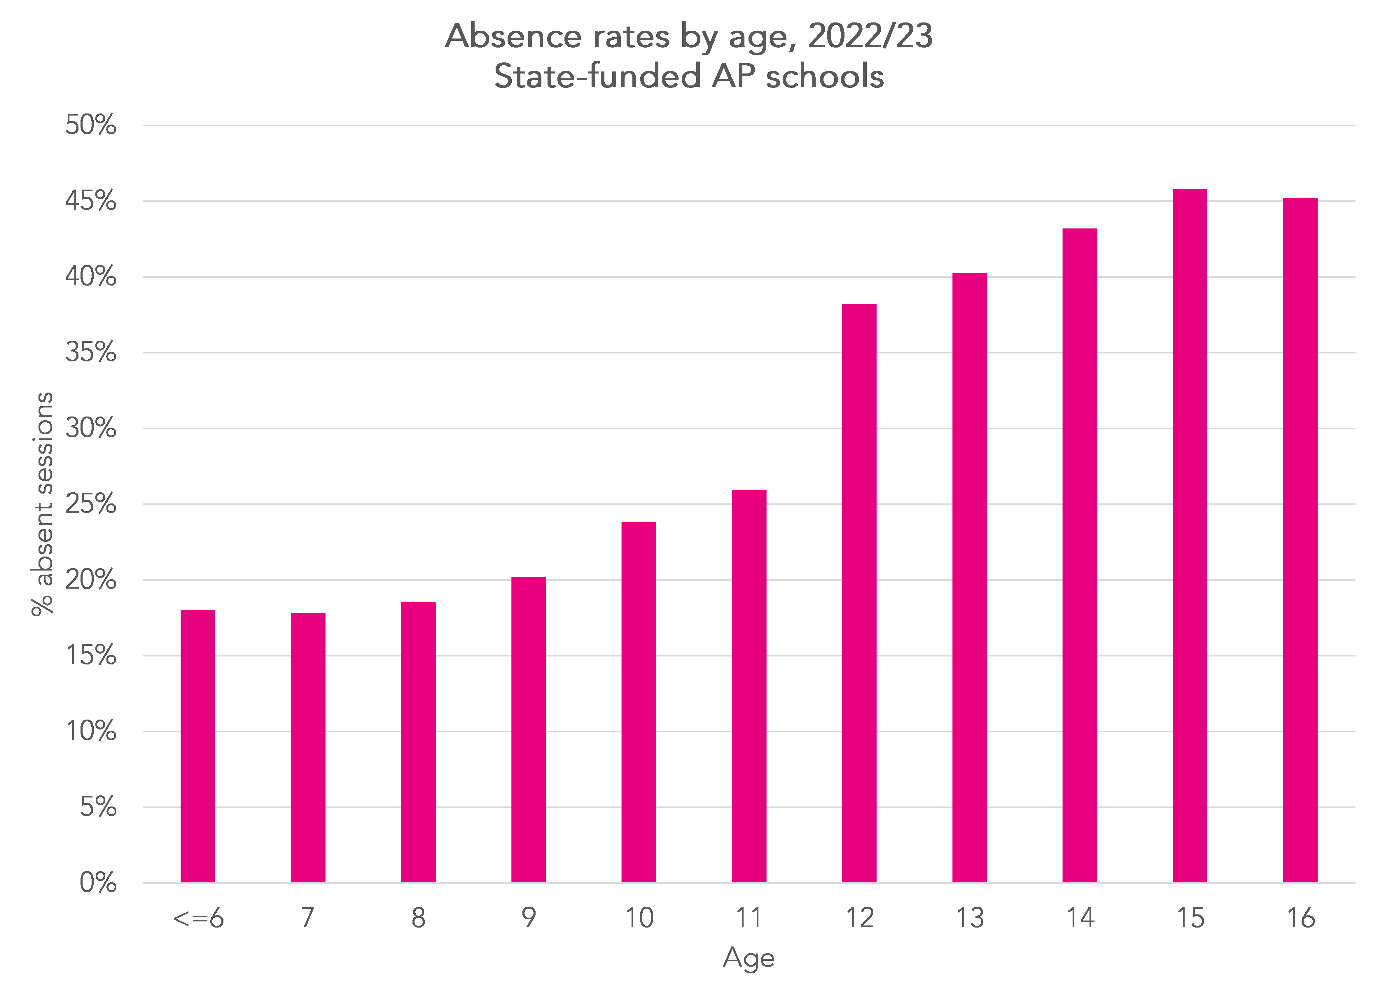 Absence rates by age, 2022/23
State-funded AP schools
50%
45%
40%
35%
30%
25%
20%
15%
10%
5%
0%
% absent sessions
<=6 7 8 9 10 11 12 13 14 15 16
Age